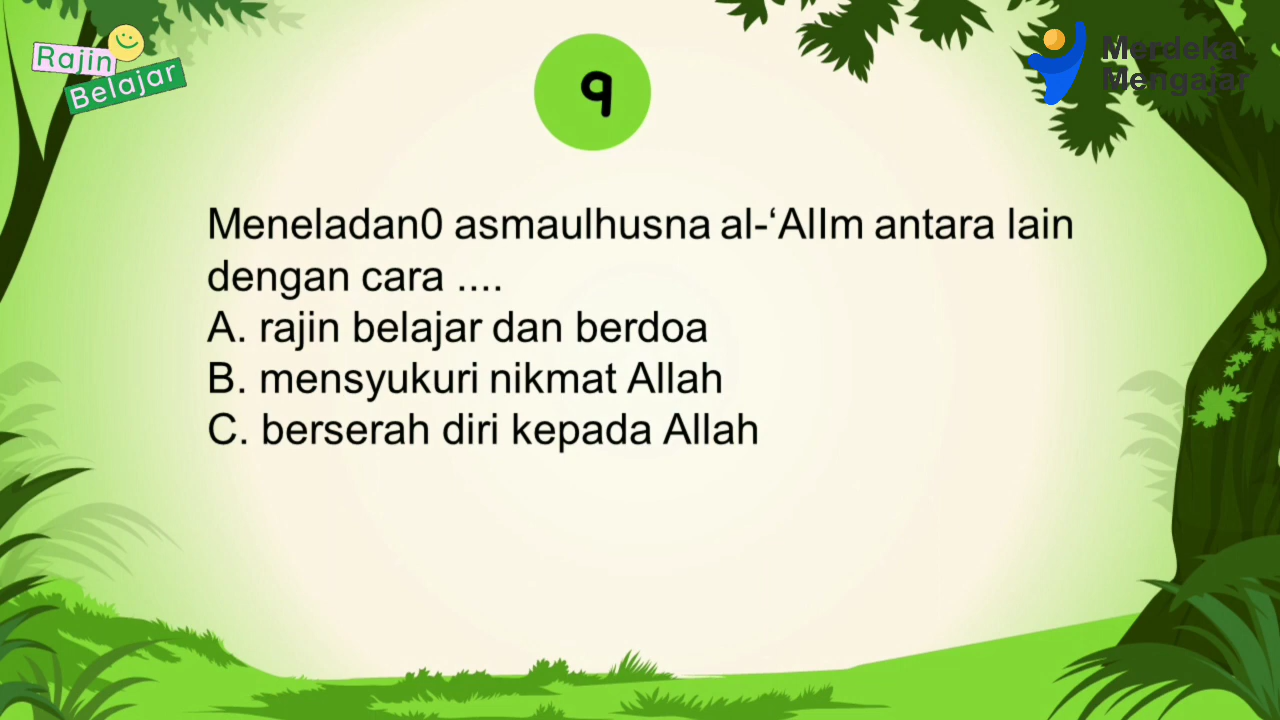 Rajin
Belajar
9
Merdeka
Mengajar
Meneladan0 asmaulhusna al-‘AlIm antara lain
dengan cara ....
A. rajin belajar dan berdoa
B. mensyukuri nikmat Allah
C. berserah diri kepada Allah